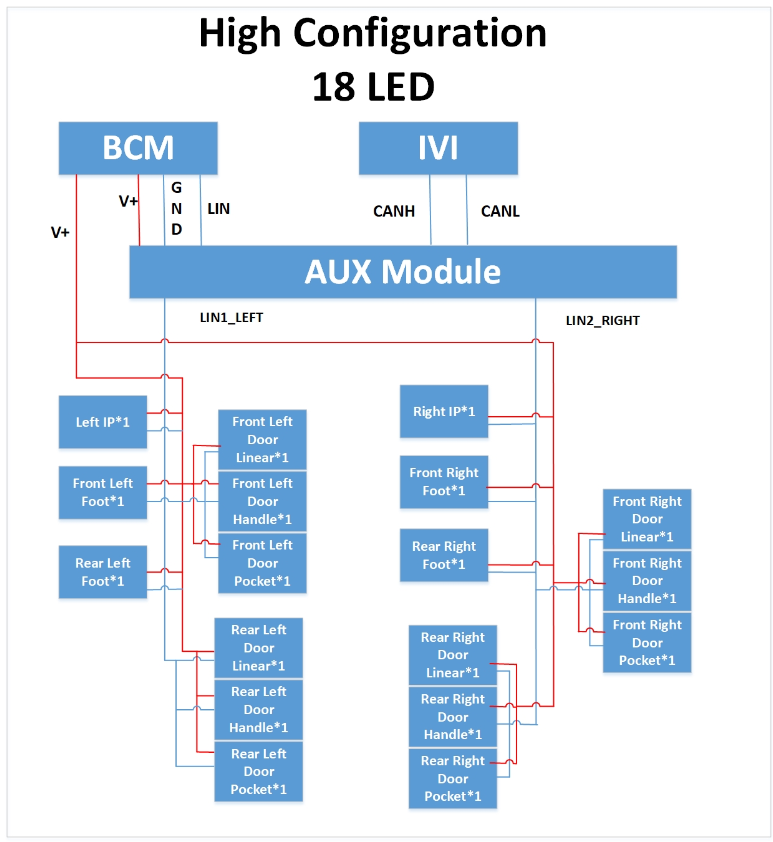 High Configuration
18 LED
BCM
IVI
V+
V+
G
N
D
LIN
CANH
CANL
AUX Module
LIN1_LEFT
LIN2_RIGHT
Left IP*1
Front Left
Foot*1
Rear Left
Foot*1
Front Left
Door
Linear*1
Front Left
Door
Handle*1
Front Left
Door
Pocket*1
Rear Left
Door
Linear*1
Rear Left
Door
Handle*1
Rear Left
Door
Pocket*1
Right IP*1
Front Right
Foot*1
Rear Right
Foot*1
Front Right
Door
Linear*1
Front Right
Door
Handle*1
Front Right
Door
Pocket*1
Rear Right
Door
Linear*1
Rear Right
Door
Handle*1
Rear Right
Door
Pocket*1